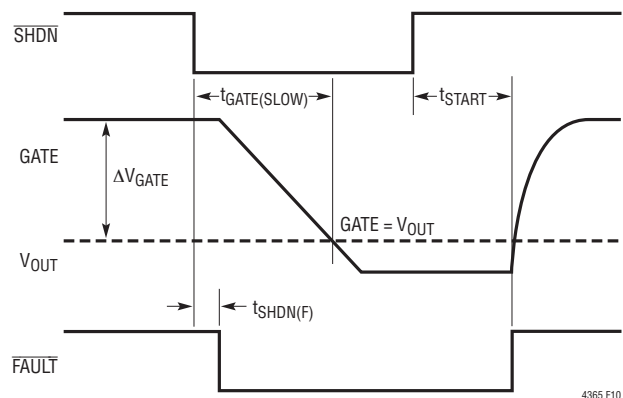 SHDN
tGATE(SLOW)
tSTART
GATE
ΔVGATE
GATE = VOUT
VOUT
tSHDN(F)
FAULT
4365 F10